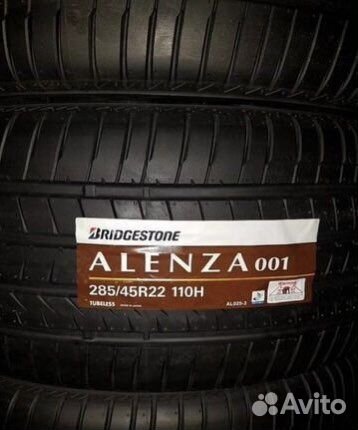 BRIDGESTONE
ALENZA 001
285/45R22 110H
TUBELESS
Avito